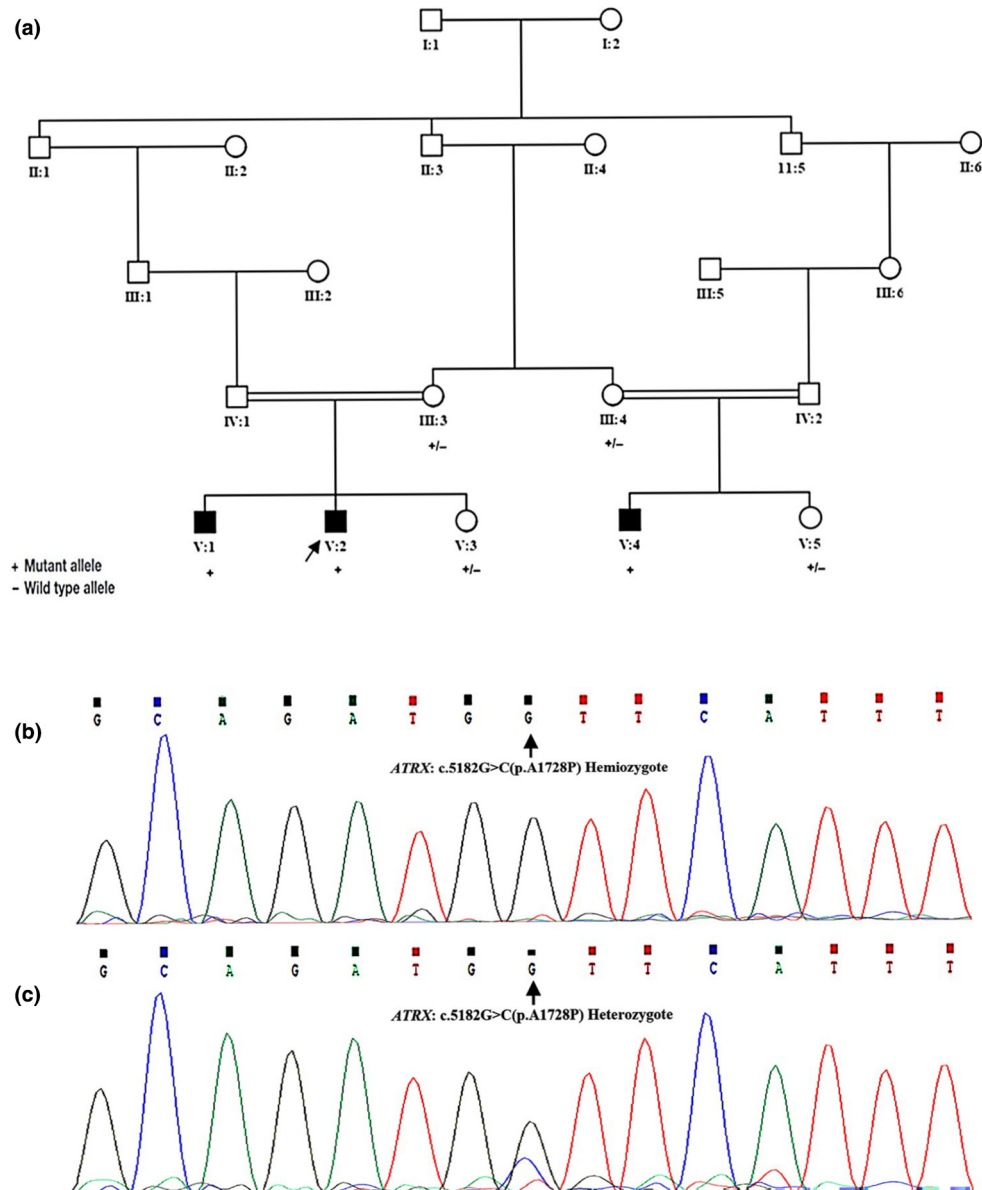 (a)
I:1 I:2
II:1 II:2 II:3 II:4 11:5 II:6
III:1 III:2 III:5 III:6
IV:1 III:3 III:4 IV:2
+/– +/–
V:1 V:2 V:3 V:4 V:5
+ + +/– + +/–
+ Mutant allele
– Wild type allele
(b)
G C A G A T G G T T C A T T T
ATRX: c.5182G>C(p.A1728P) Hemiozygote
(c)
G C A G A T G G T T C A T T T
ATRX: c.5182G>C(p.A1728P) Heterozygote